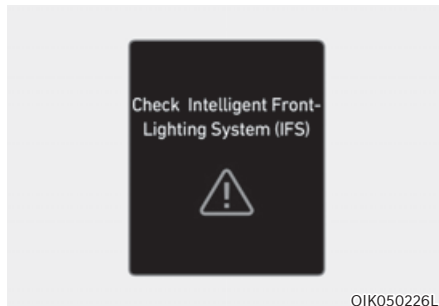 Check Intelligent Front-
Lighting System (IFS)
OIK050226L